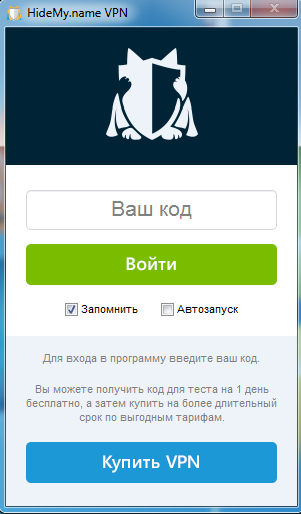 HideMy.name VPN
Ваш код
Войти
Запомнить Автозапуск
Для входа в программу введите ваш код.
Вы можете получить код для теста на 1 день
бесплатно, а затем купить на более длительный
срок по выгодным тарифам.
Купить VPN